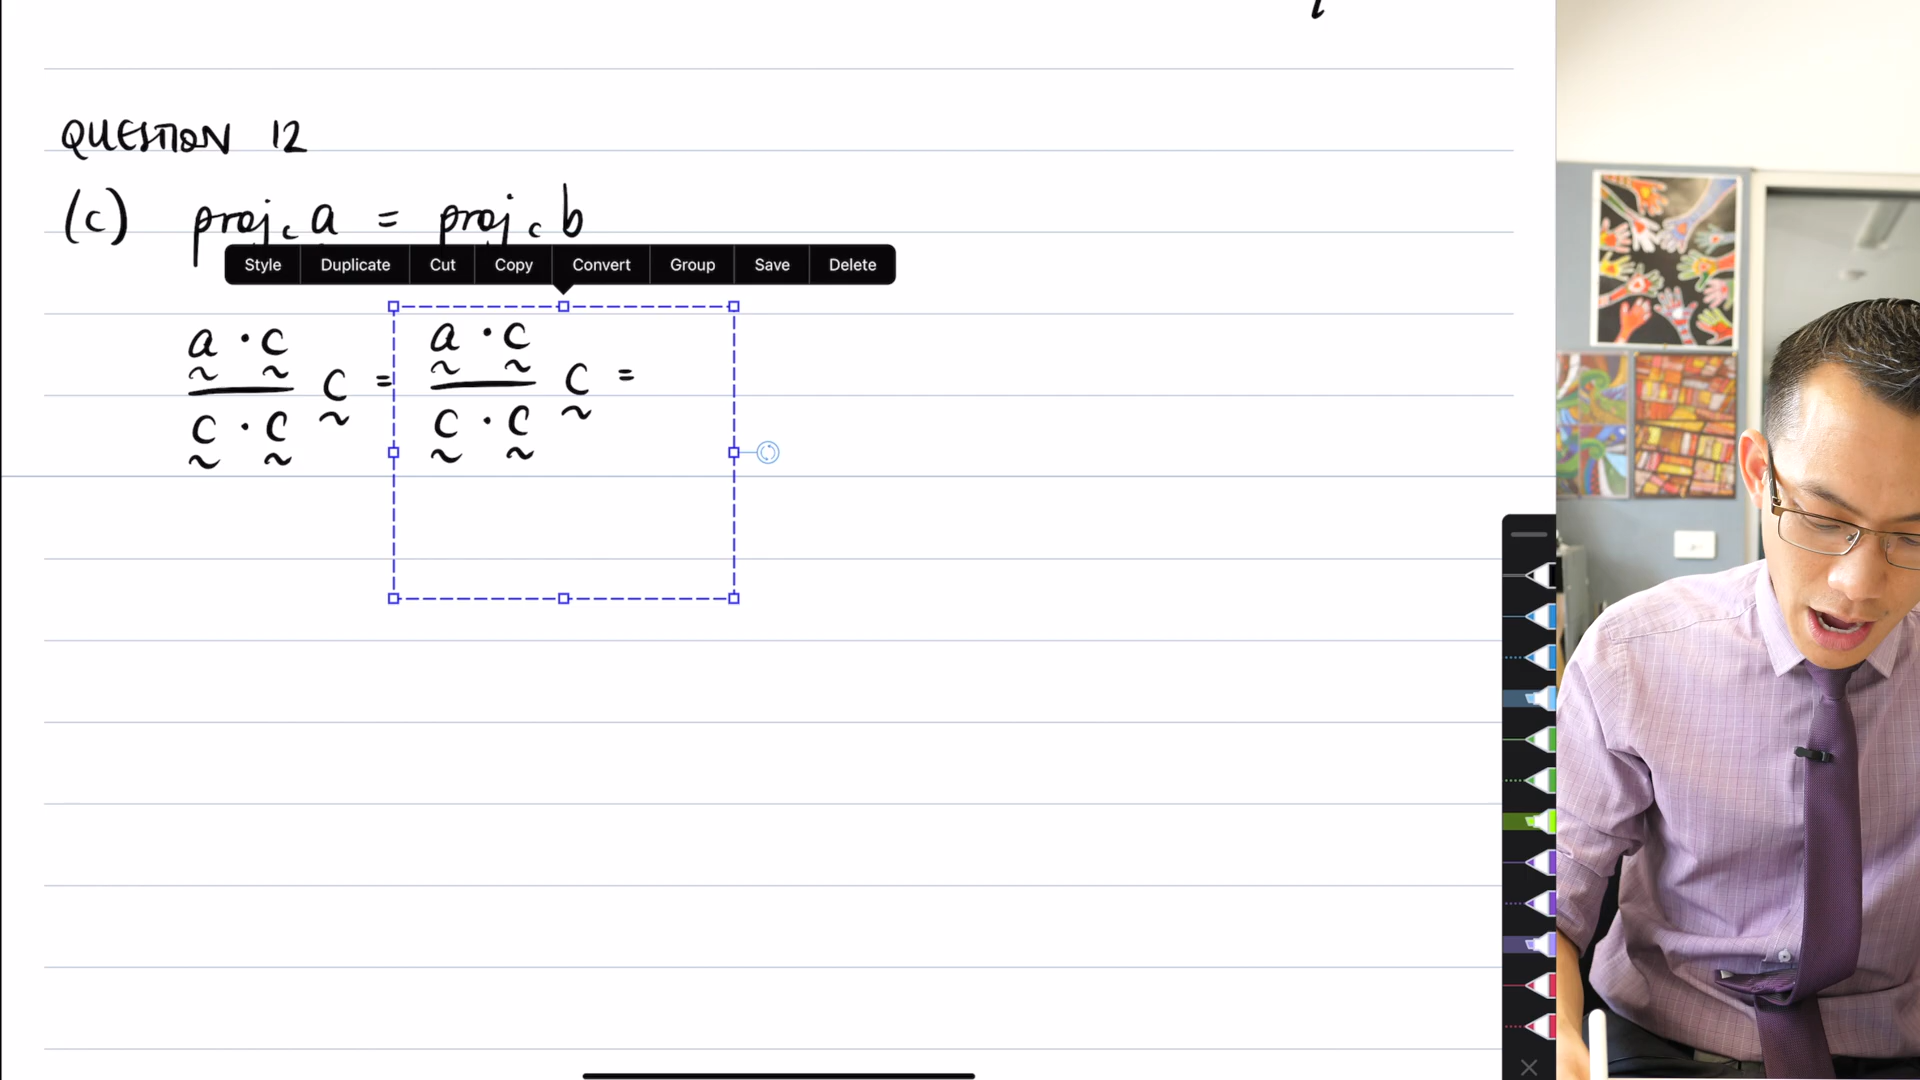 QUESTION 12
(c) proj_c a = proj_c b
Style Duplicate Cut Copy Convert Group Save Delete
a · c a · c
c = c =
c · c c · c